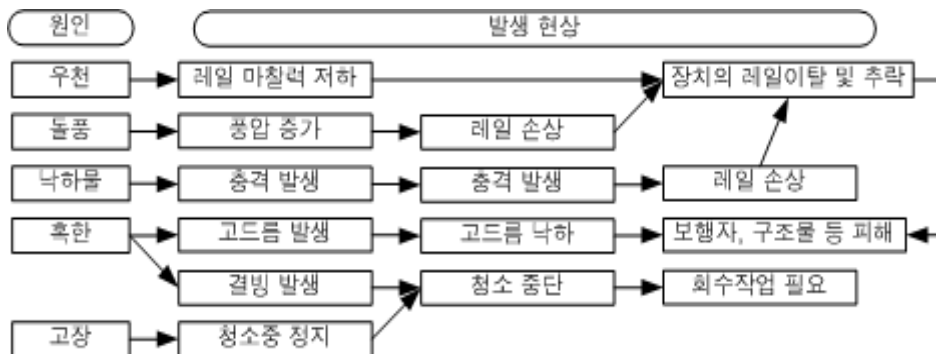 원인 발생 현상
우천 레일 마찰력 저하 장치의 레일이탈 및 추락
돌풍 풍압 증가 레일 손상
낙하물 충격 발생 충격 발생 레일 손상
혹한 고드름 발생 고드름 낙하 보행자, 구조물 등 피해
결빙 발생 청소 중단 회수작업 필요
고장 청소중 정지